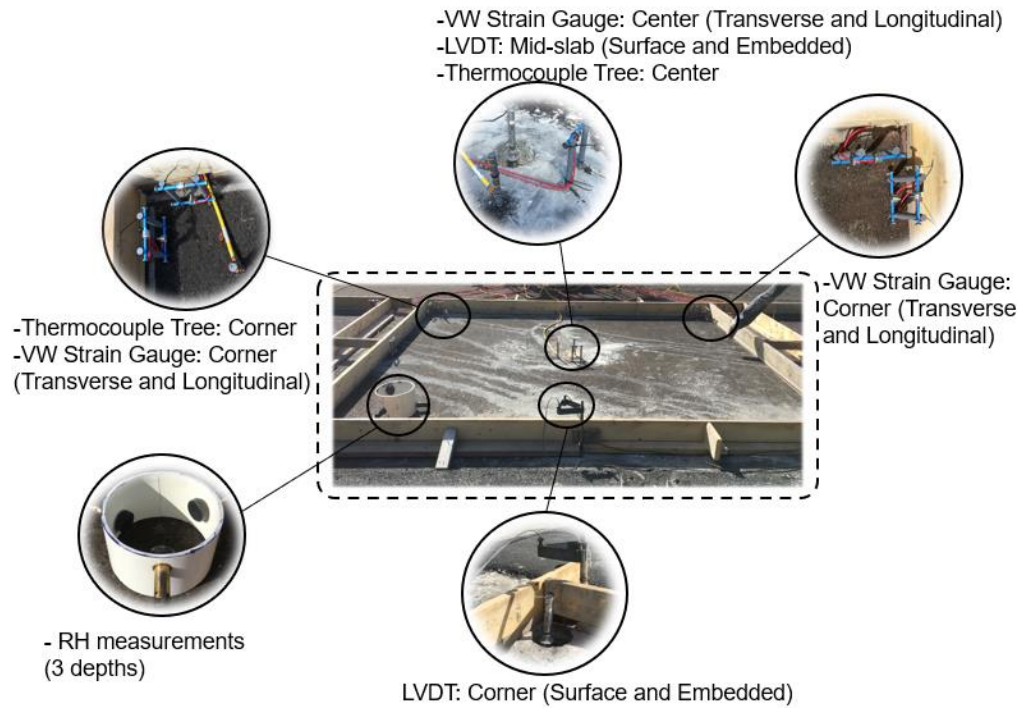 -VW Strain Gauge: Center (Transverse and Longitudinal)
-LVDT: Mid-slab (Surface and Embedded)
-Thermocouple Tree: Center
-Thermocouple Tree: Corner
-VW Strain Gauge: Corner
(Transverse and Longitudinal)
-VW Strain Gauge:
Corner (Transverse
and Longitudinal)
- RH measurements
(3 depths)
LVDT: Corner (Surface and Embedded)